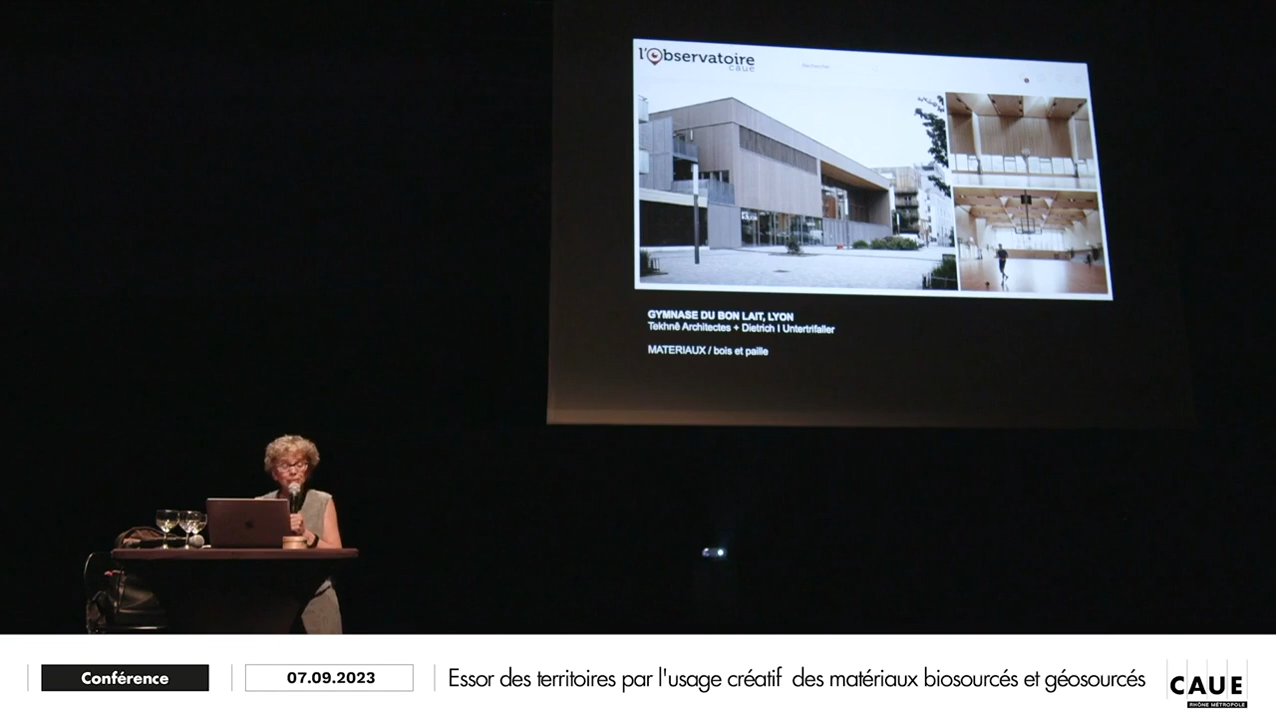 l'Observatoire
caue
Rechercher
GYMNASE DU BON LAIT, LYON
Tekhnê Architectes + Dietrich I Untertrifaller
MATERIAUX / bois et paille
Conférence
07.09.2023
Essor des territoires par l'usage créatif des matériaux biosourcés et géosourcés
CAUE
RHÔNE MÉTROPOLE